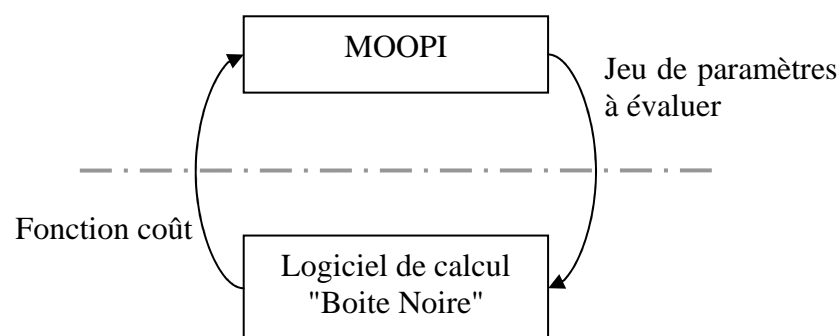 MOOPI
Jeu de paramètres
à évaluer
Fonction coût
Logiciel de calcul
"Boite Noire"